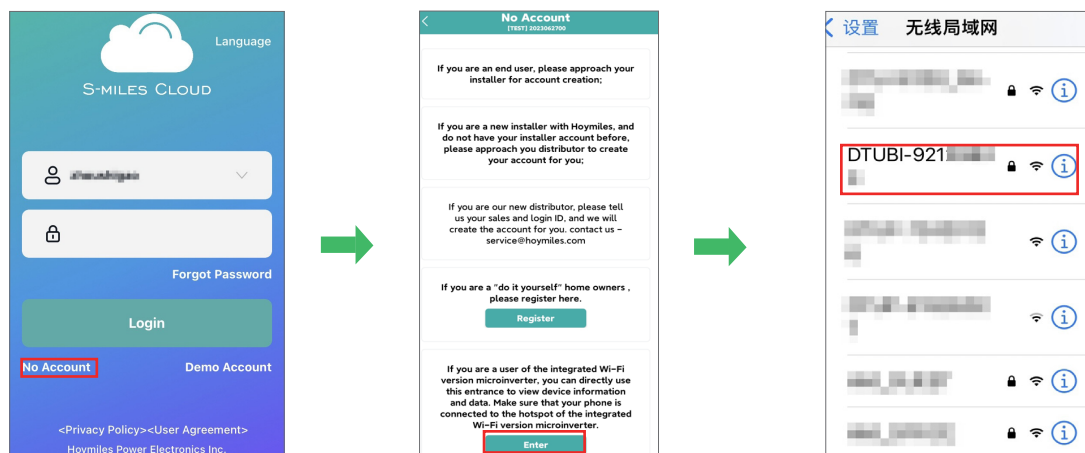 Language
S-MILES CLOUD
Forgot Password
Login
No Account
Demo Account
<Privacy Policy><User Agreement>
Hoymiles Power Electronics Inc.
No Account
[TEST] 2023062700
If you are an end user, please approach your
installer for account creation;
If you are a new installer with Hoymiles, and
do not have your installer account before,
please approach you distributor to create
your account for you;
If you are our new distributor, please tell
us your sales and login ID, and we will
create the account for you. contact us –
service@hoymiles.com
If you are a "do it yourself" home owners ,
please register here.
Register
If you are a user of the integrated Wi-Fi
version microinverter, you can directly use
this entrance to view device information
and data. Make sure that your phone is
connected to the hotspot of the integrated
Wi-Fi version microinverter.
Enter
设置 无线局域网
DTUBI-921